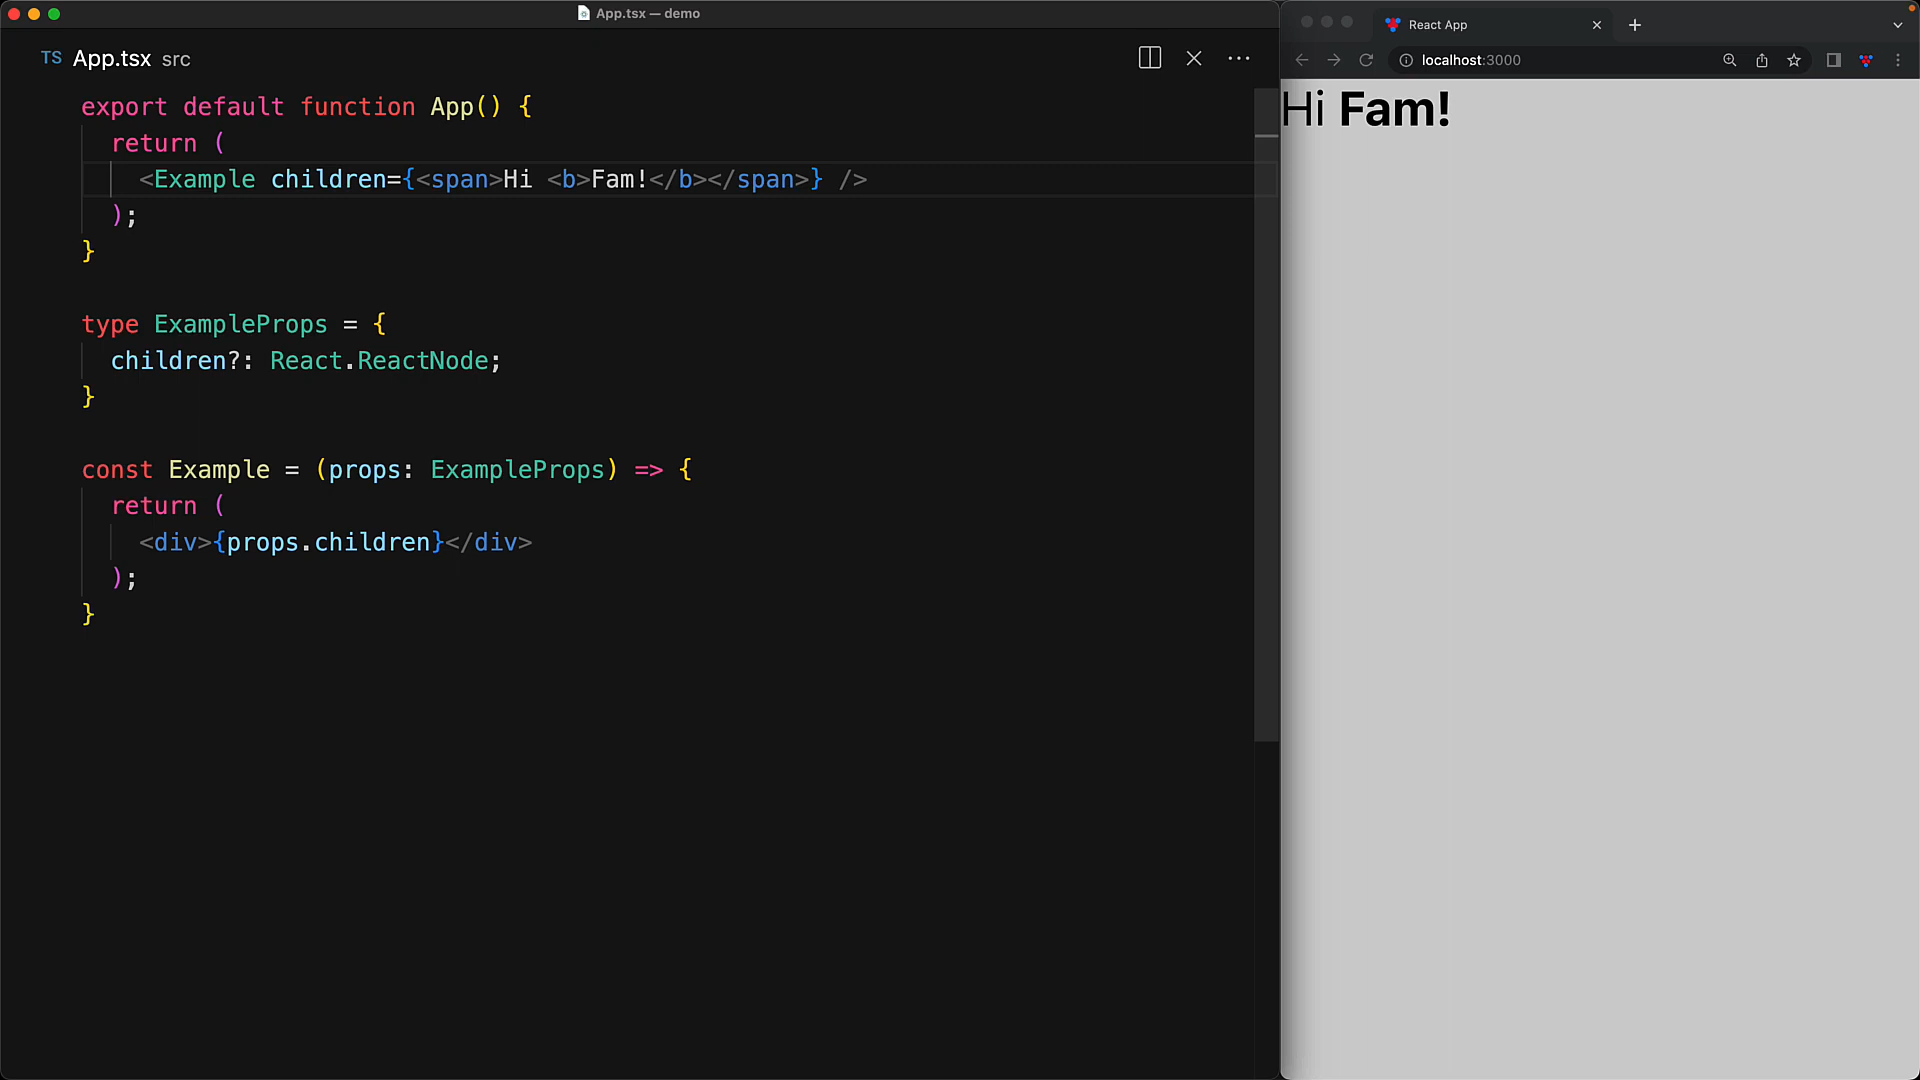 App.tsx — demo
TS App.tsx src
export default function App() {
  return (
    <Example children={<span>Hi <b>Fam!</b></span>} />
  );
}

type ExampleProps = {
  children?: React.ReactNode;
}

const Example = (props: ExampleProps) => {
  return (
    <div>{props.children}</div>
  );
}
React App
localhost:3000
Hi Fam!